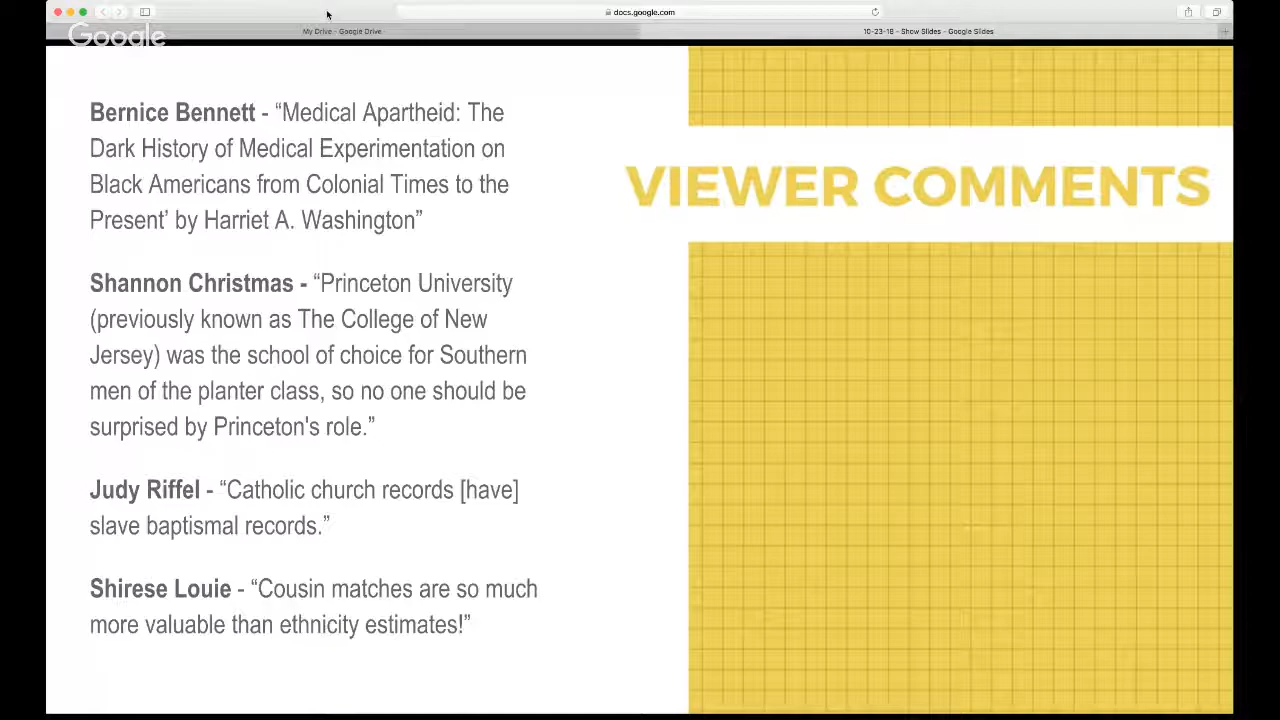 docs.google.com
Google
My Drive - Google Drive
10-23-18 - Show Slides - Google Slides
Bernice Bennett - “Medical Apartheid: The
Dark History of Medical Experimentation on
Black Americans from Colonial Times to the
Present’ by Harriet A. Washington”
Shannon Christmas - “Princeton University
(previously known as The College of New
Jersey) was the school of choice for Southern
men of the planter class, so no one should be
surprised by Princeton's role.”
Judy Riffel - “Catholic church records [have]
slave baptismal records.”
Shirese Louie - “Cousin matches are so much
more valuable than ethnicity estimates!”
VIEWER COMMENTS